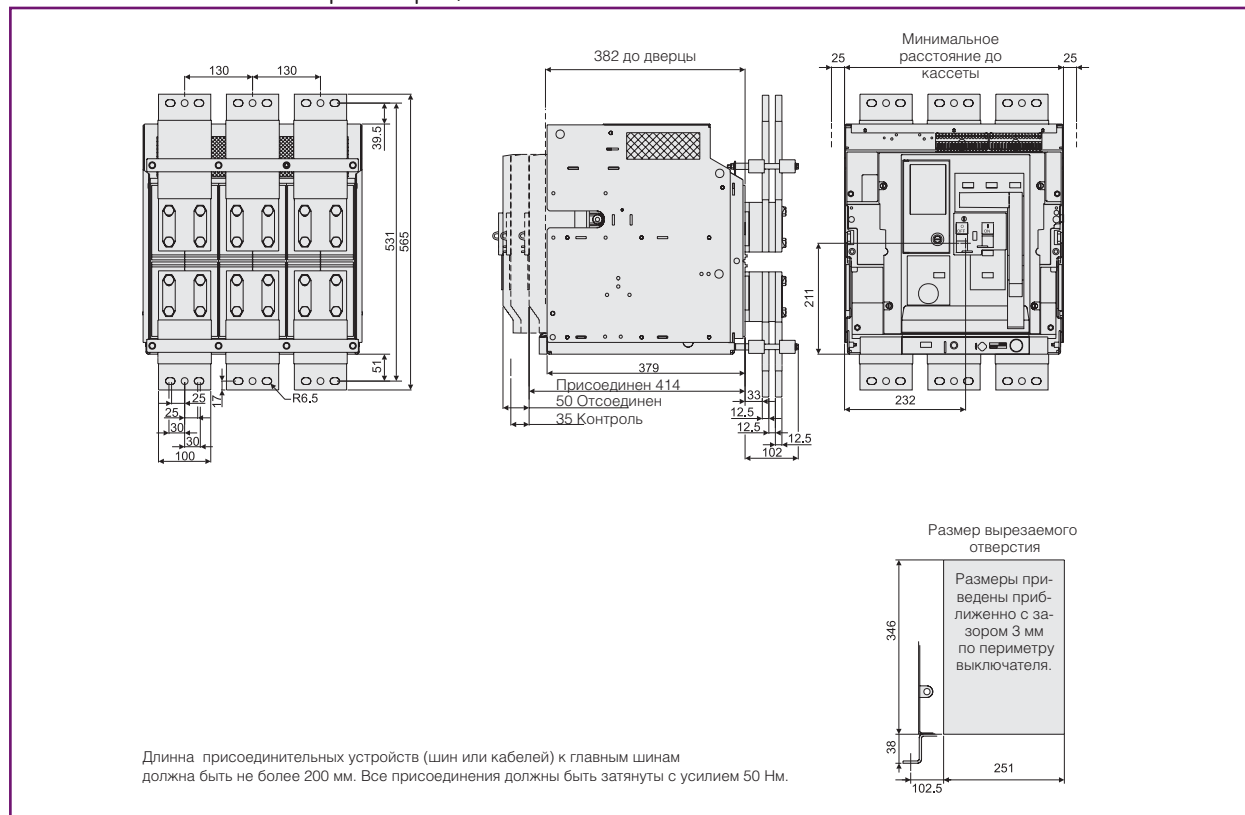 130
130
39.5
531
565
51
17
R6.5
25
25
30
30
100
382 до дверцы
379
Присоединен 414
50 Отсоединен
35 Контроль
33
12.5
12.5
12.5
102
Минимальное
расстояние до
кассеты
25
25
OFF
ON
211
232
Размер вырезаемого
отверстия
Размеры при-
ведены приб-
лиженно с за-
зором 3 мм
по периметру
выключателя.
346
38
102.5
251
Длинна присоединительных устройств (шин или кабелей) к главным шинам
должна быть не более 200 мм. Все присоединения должны быть затянуты с усилием 50 Нм.